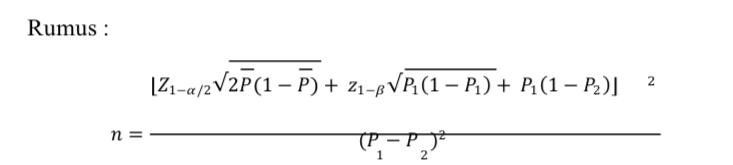 Rumus :
n = ⌊Z₁₋α/₂√2P̅(1 − P̅) + z₁₋β√P₁(1 − P₁) + P₁(1 − P₂)⌋ ²
(P₁ − P₂)²